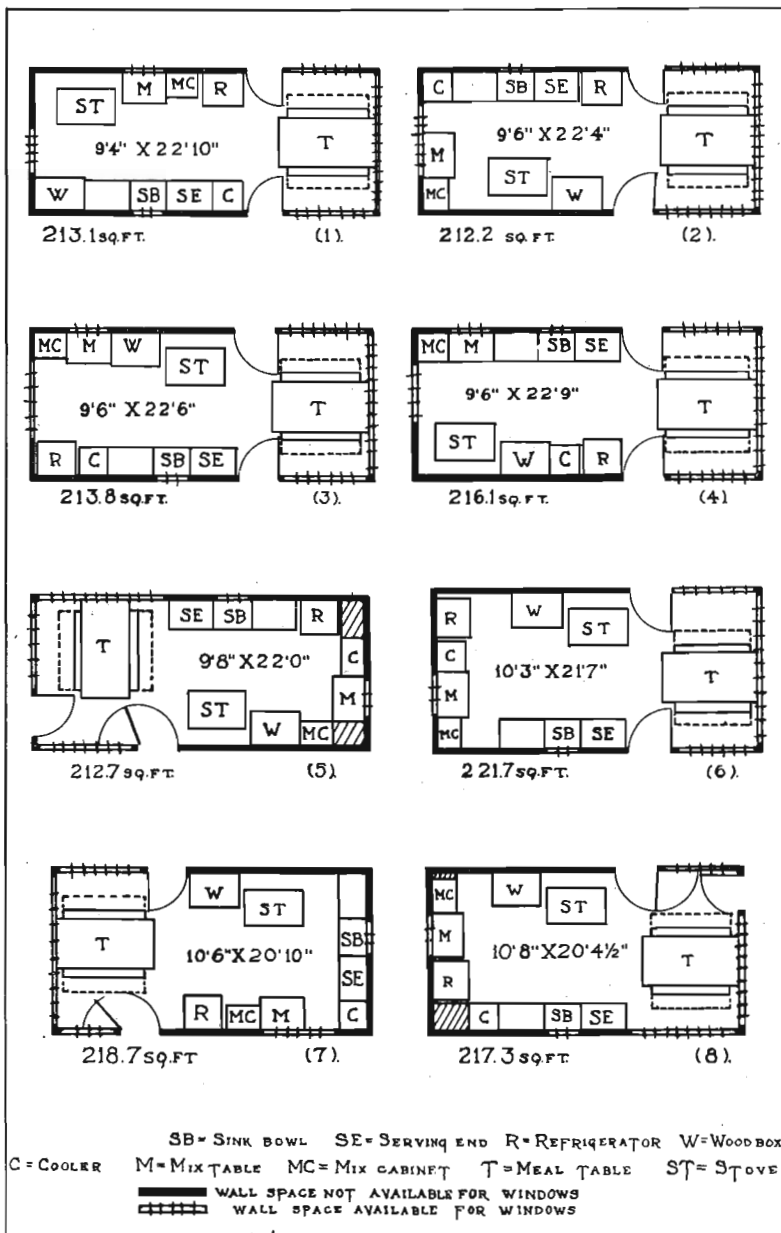 M MC R
ST
9'4" X 22'10"
T
W SB SE C
213.1 SQ.FT. (1).
C SB SE R
9'6" X 22'4"
T
M
ST
MC W
212.2 SQ.FT. (2).
MC M W
ST
9'6" X 22'6"
T
R C SB SE
213.8 SQ.FT. (3).
MC M SB SE
9'6" X 22'9"
T
ST
W C R
216.1 SQ.FT. (4)
SE SB R
T
C
9'8" X 22'0"
M
ST
W MC
212.7 SQ.FT. (5)
R W
ST
C
10'3" X 21'7"
T
M
MC SB SE
221.7 SQ.FT. (6).
W
ST
T
SB
10'6" X 20'10"
SE
R MC M C
218.7 SQ.FT (7).
MC W
ST
M
10'8" X 20'4½"
T
R
C SB SE
217.3 SQ.FT. (8).
SB= SINK BOWL SE= SERVING END R= REFRIGERATOR W= WOODBOX
C = COOLER M= MIX TABLE MC= MIX CABINET T= MEAL TABLE ST= STOVE
WALL SPACE NOT AVAILABLE FOR WINDOWS
WALL SPACE AVAILABLE FOR WINDOWS